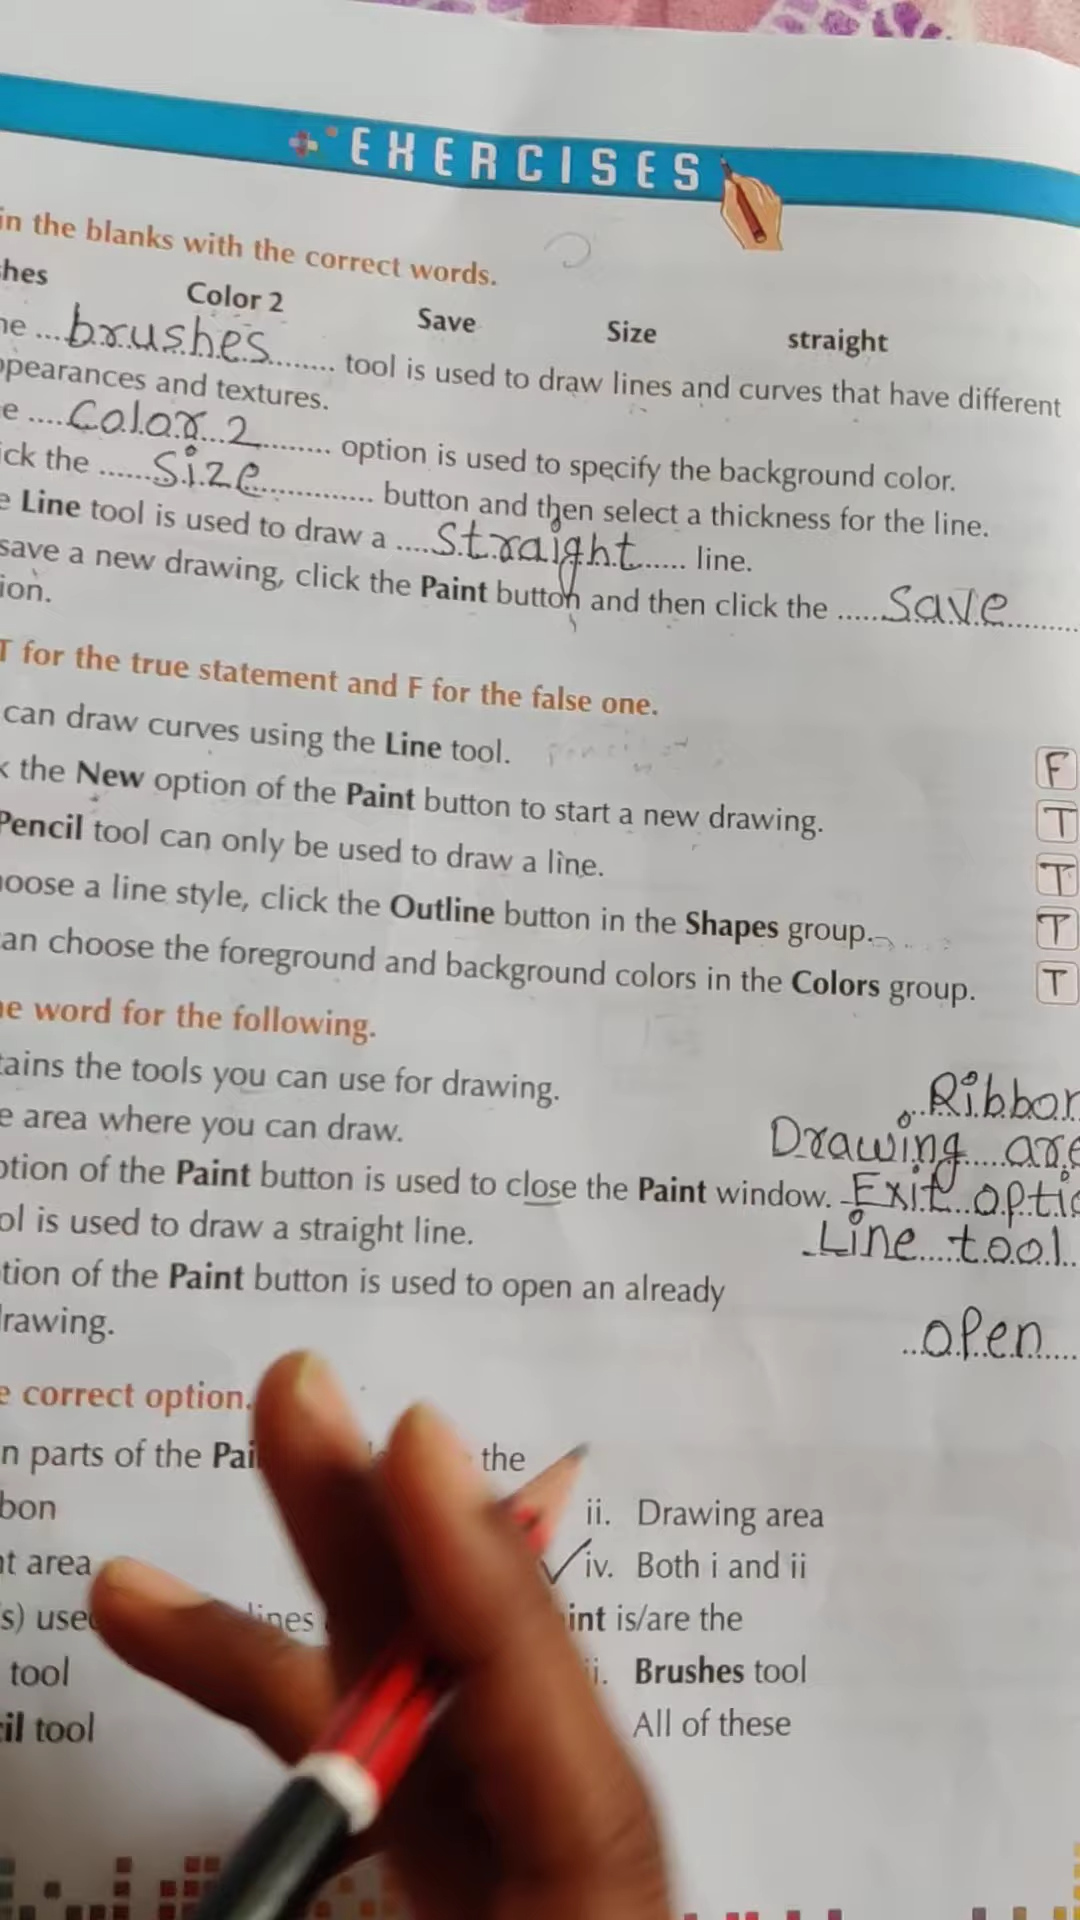 EXERCISES
in the blanks with the correct words.
hes Color 2 Save Size straight
ne ...brushes........ tool is used to draw lines and curves that have different
ppearances and textures.
e ....Color 2......... option is used to specify the background color.
ick the ......size............... button and then select a thickness for the line.
e Line tool is used to draw a .....straight...... line.
save a new drawing, click the Paint button and then click the ......save.........
ion.
T for the true statement and F for the false one.
can draw curves using the Line tool. F
k the New option of the Paint button to start a new drawing. T
Pencil tool can only be used to draw a line. T
oose a line style, click the Outline button in the Shapes group. T
an choose the foreground and background colors in the Colors group. T
ne word for the following.
tains the tools you can use for drawing. Ribbon
e area where you can draw. Drawing are
otion of the Paint button is used to close the Paint window. Exit optio
ol is used to draw a straight line. Line tool
tion of the Paint button is used to open an already
rawing. open
e correct option.
n parts of the Pai the
bon ii. Drawing area
nt area iv. Both i and ii
s) use lines int is/are the
tool i. Brushes tool
cil tool All of these